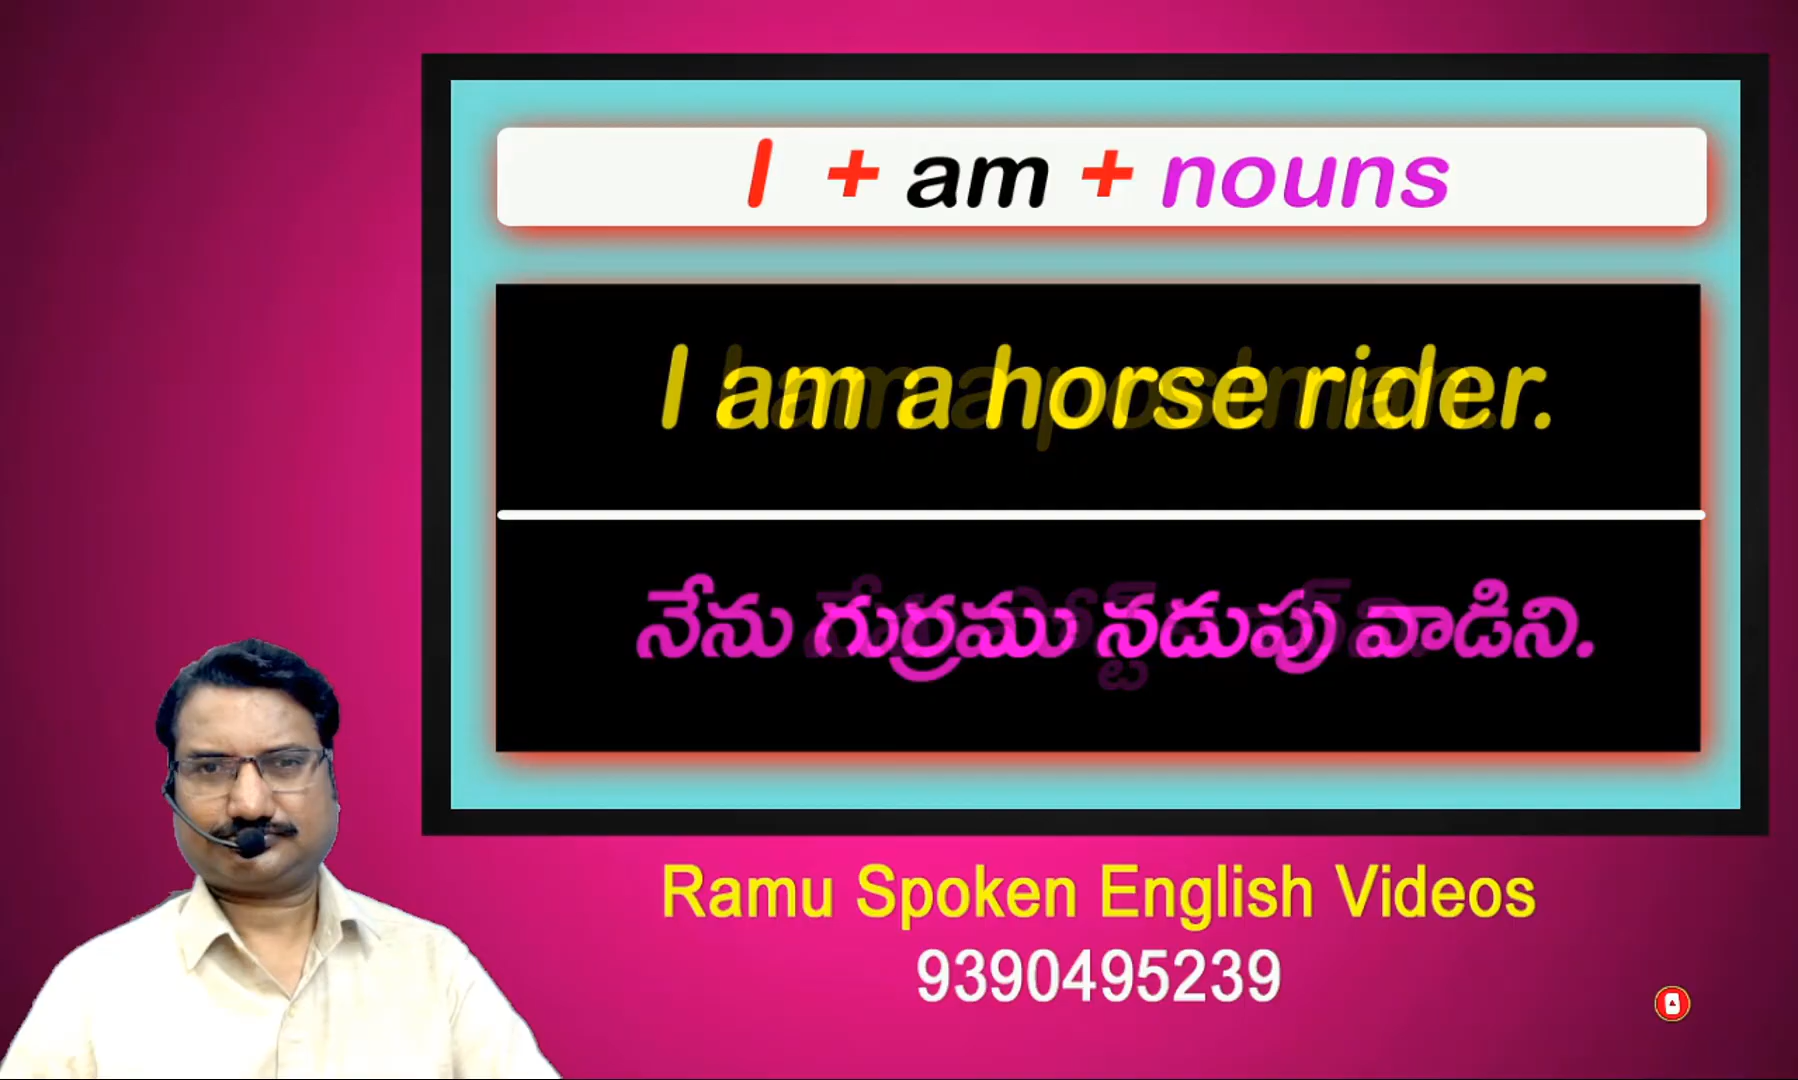 I + am + nouns
I am a horse rider.
నేను గుర్రము నడుపు వాడిని.
Ramu Spoken English Videos
9390495239